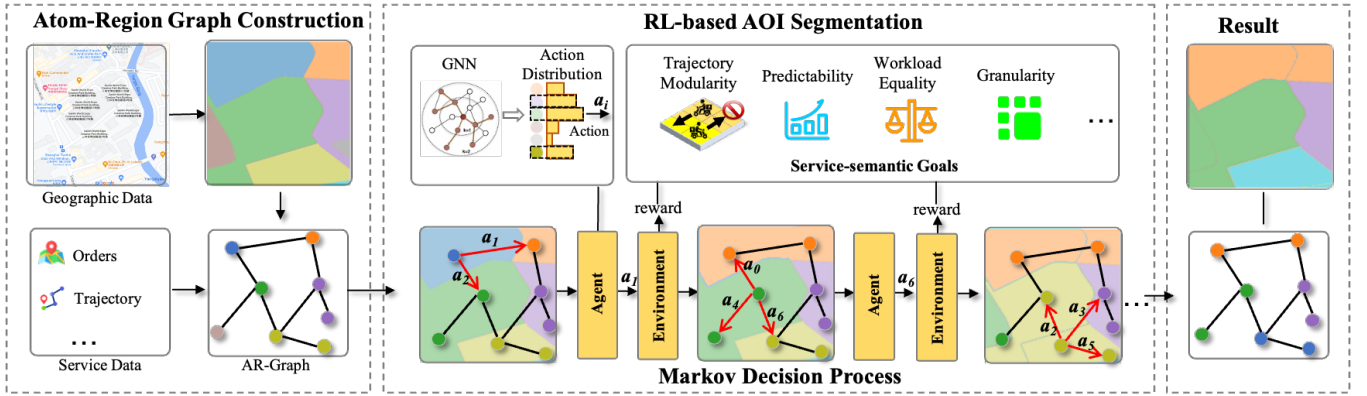 Atom-Region Graph Construction
Geographic Data
Orders
Trajectory
...
Service Data
AR-Graph
RL-based AOI Segmentation
GNN
k=1
k=2
Action
Distribution
a_i
Action
Trajectory
Modularity
Predictability
Workload
Equality
Granularity
...
Service-semantic Goals
reward
reward
a_1
a_2
Agent
a_1
Environment
a_0
a_4
a_6
Agent
a_6
Environment
a_2
a_3
a_5
...
Markov Decision Process
Result